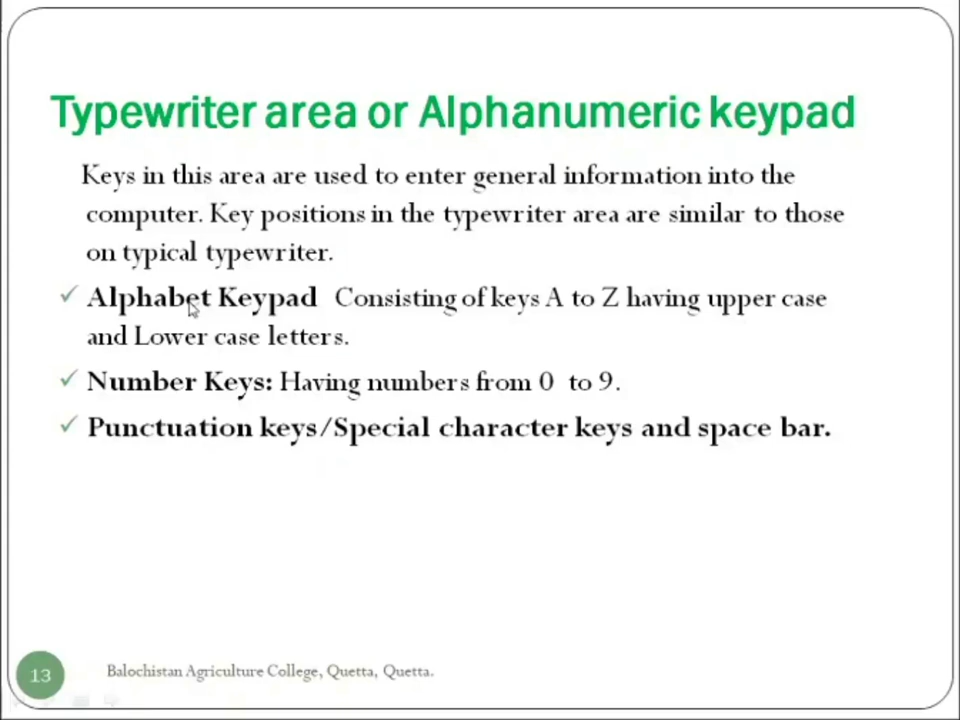 Typewriter area or Alphanumeric keypad
Keys in this area are used to enter general information into the
computer. Key positions in the typewriter area are similar to those
on typical typewriter.
✓ Alphabet Keypad Consisting of keys A to Z having upper case
and Lower case letters.
✓ Number Keys: Having numbers from 0 to 9.
✓ Punctuation keys/Special character keys and space bar.
13 Balochistan Agriculture College, Quetta, Quetta.